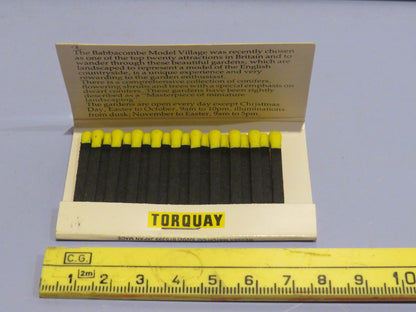 The Babbacombe Model Village was recently chosen
as one of the top twenty attractions in Britain and to
wander through these beautiful gardens, which are
landscaped to represent a model of the English
countryside, is a unique experience and very
rewarding to the garden enthusiast.
There is a comprehensive collection of conifers,
flowering shrubs and trees with a special emphasis on
dwarf conifers. These gardens have been rightly
described as a "masterpiece of miniature
landscaping".
The gardens are open every day except Christmas
Day, Easter to October, 9am to 10pm, illuminations
from dusk; November to Easter, 9am to 5pm.
TORQUAY
MADE
C.G.
1 2m 2 3 4 5 6 7 8 9 10